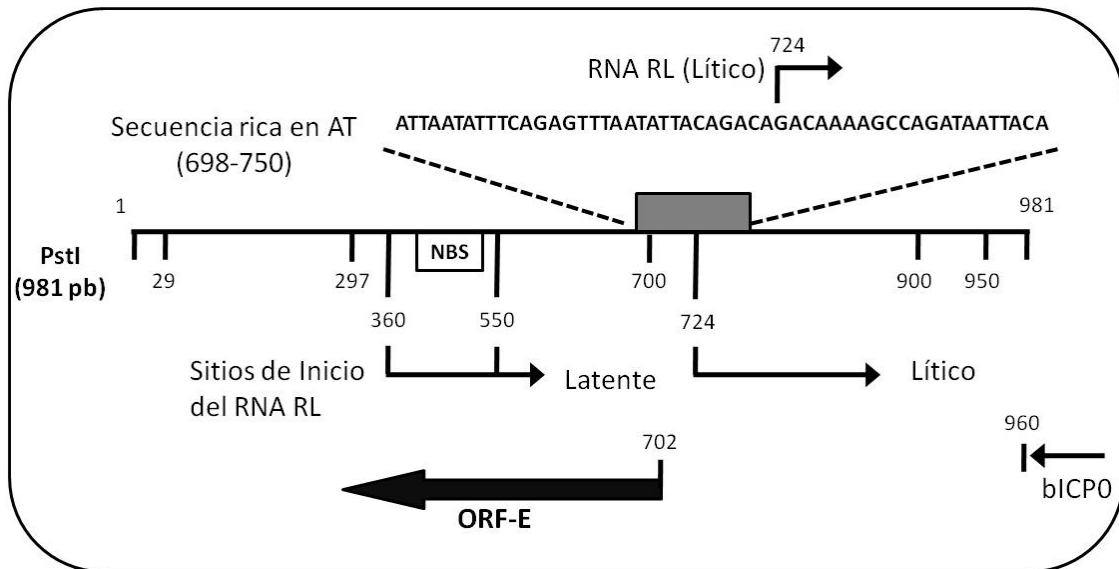 724
RNA RL (Lítico)
ATTAATATTTCAGAGTTTAATATTACAGACAGACAAAAGCCAGATAATTACA
Secuencia rica en AT
(698-750)
1
981
PstI
(981 pb)
NBS
29
297
700
900
950
360
550
724
Sitios de Inicio
del RNA RL
Latente
Lítico
702
960
ORF-E
bICP0